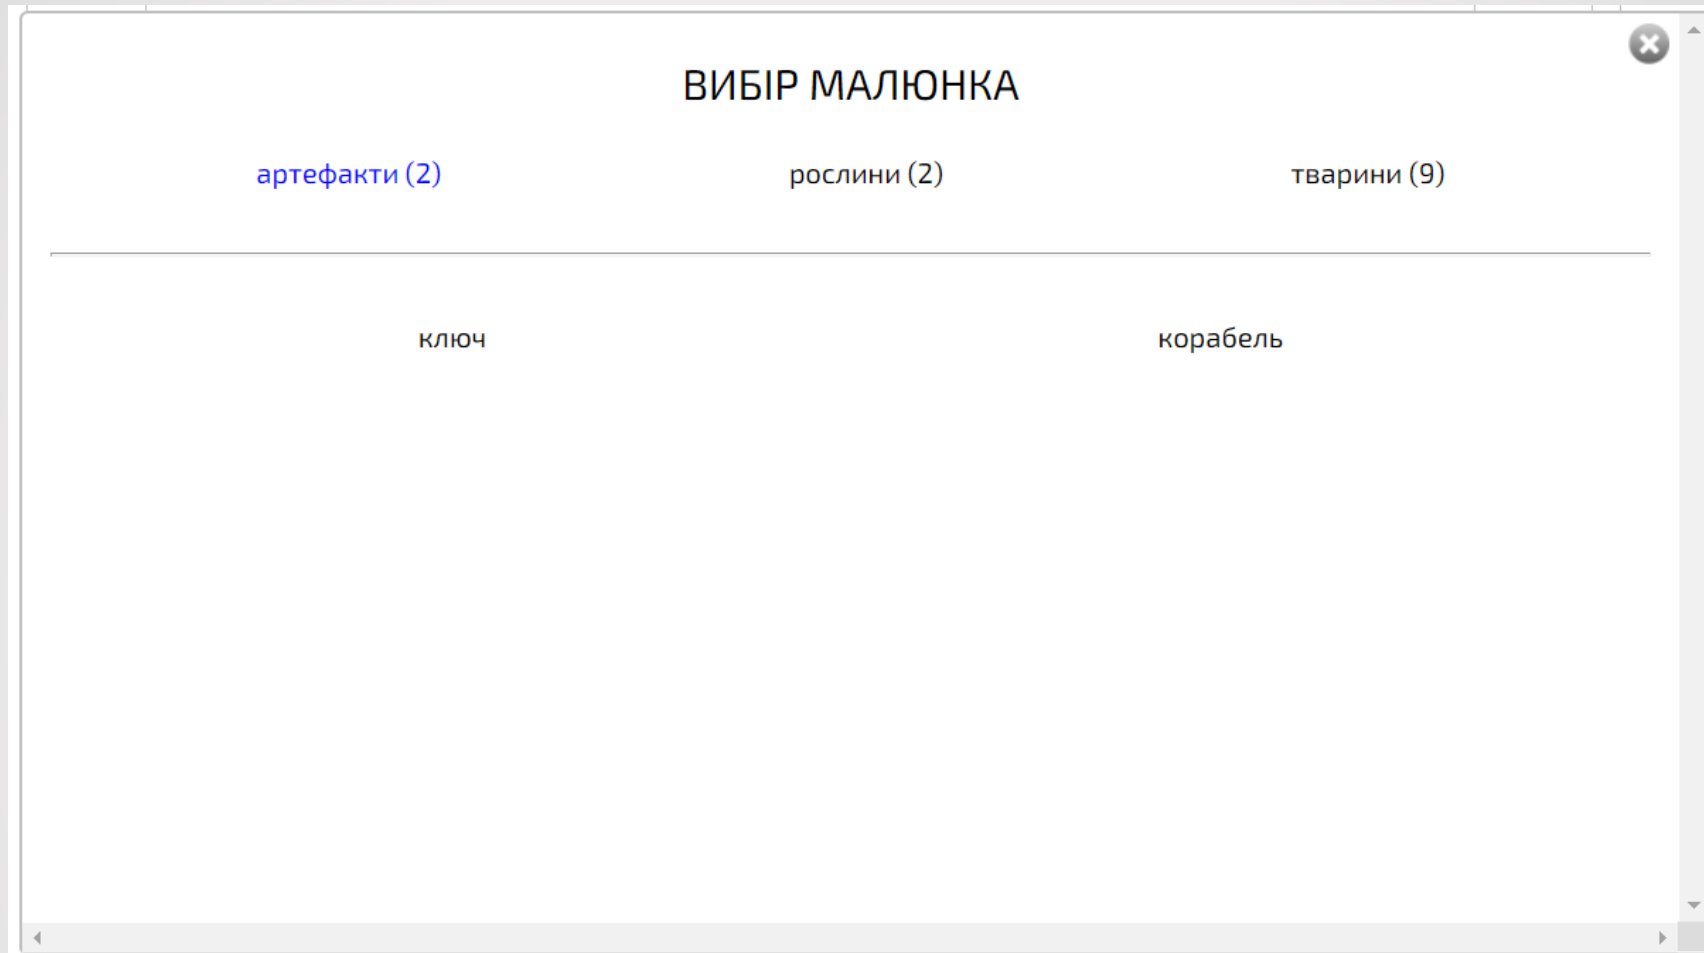 ВИБІР МАЛЮНКА
артефакти (2) рослини (2) тварини (9)
ключ корабель